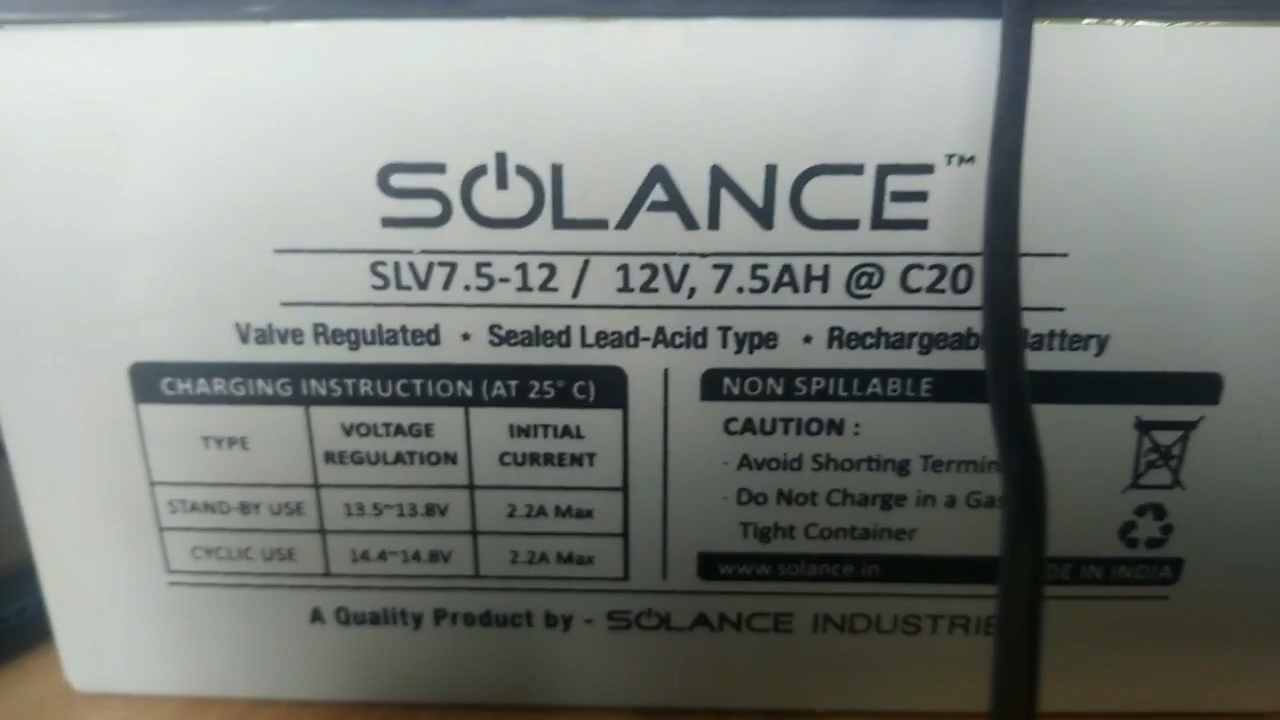 SOLANCE™
SLV7.5-12 / 12V, 7.5AH @ C20
Valve Regulated • Sealed Lead-Acid Type • Rechargeab attery
CHARGING INSTRUCTION (AT 25° C)
TYPE VOLTAGE REGULATION INITIAL CURRENT
STAND-BY USE 13.5~13.8V 2.2A Max
CYCLIC USE 14.4~14.8V 2.2A Max
NON SPILLABLE
CAUTION :
· Avoid Shorting Termin
· Do Not Charge in a Gas
Tight Container
www.solance.in DE IN INDIA
A Quality Product by - SOLANCE INDUSTRIE